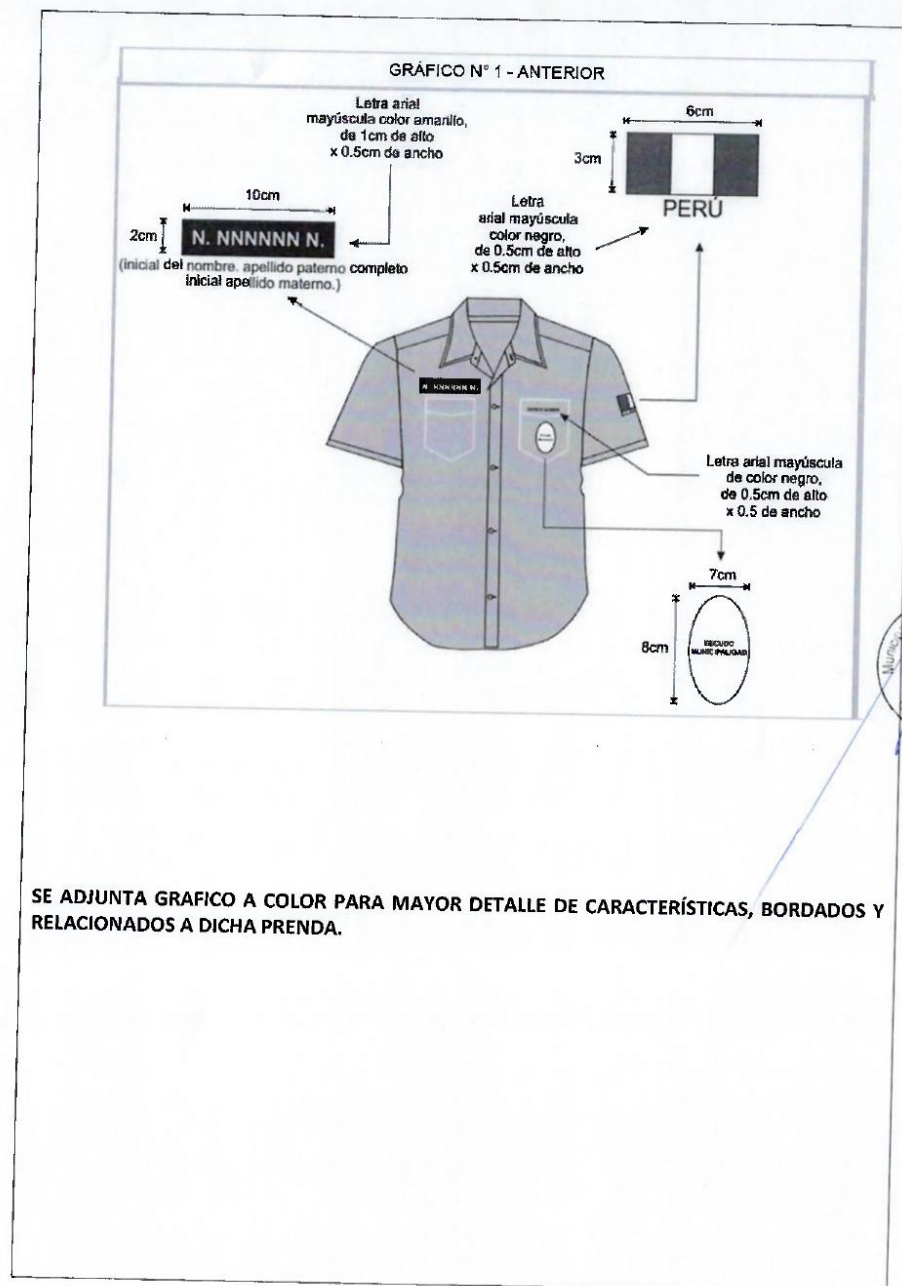 GRÁFICO N° 1 - ANTERIOR
Letra arial
mayúscula color amarillo,
de 1cm de alto
x 0.5cm de ancho
10cm
2cm
N. NNNNNN N.
(inicial del nombre. apellido paterno completo
inicial apellido materno.)
6cm
3cm
PERÚ
Letra
arial mayúscula
color negro,
de 0.5cm de alto
x 0.5cm de ancho
N. NNNNNN N.
Letra arial mayúscula
de color negro,
de 0.5cm de alto
x 0.5 de ancho
7cm
8cm
ESCUDO
MUNICIPALIDAD
SE ADJUNTA GRAFICO A COLOR PARA MAYOR DETALLE DE CARACTERÍSTICAS, BORDADOS Y
RELACIONADOS A DICHA PRENDA.